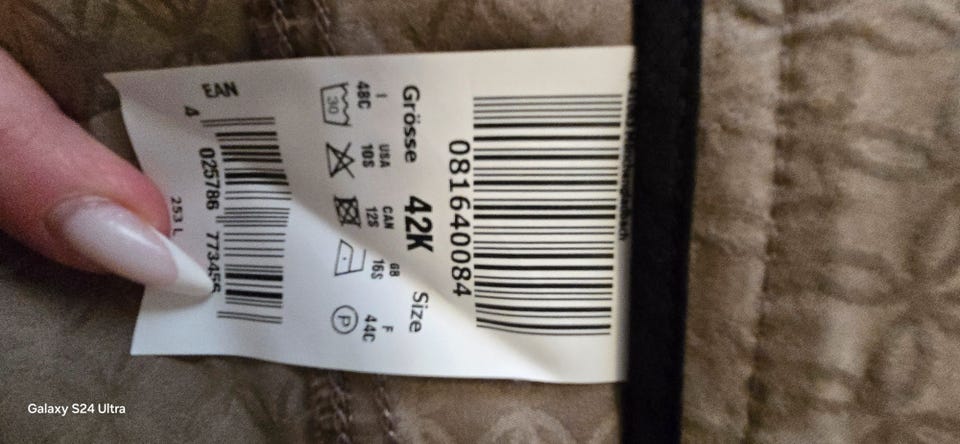 081640084
Grösse 42K Size
I USA CAN GB F
48C 10S 12S 16S 44C
30
P
EAN
4 025786 773456
253 L
Galaxy S24 Ultra